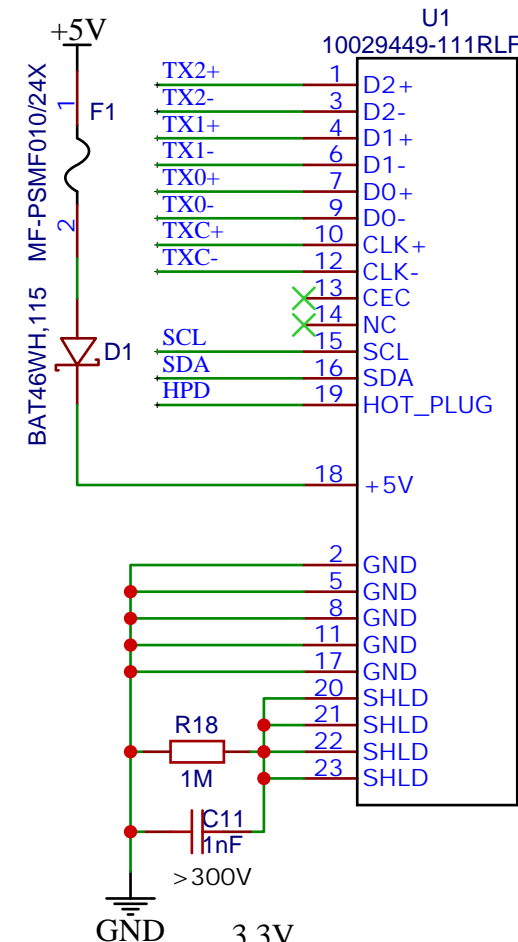 +5V
1
F1
MF-PSMF010/24X
2
BAT46WH,115
D1
U1
10029449-111RLF
TX2+ 1 D2+
TX2- 3 D2-
TX1+ 4 D1+
TX1- 6 D1-
TX0+ 7 D0+
TX0- 9 D0-
TXC+ 10 CLK+
TXC- 12 CLK-
13 CEC
14 NC
SCL 15 SCL
SDA 16 SDA
HPD 19 HOT_PLUG
18 +5V
2 GND
5 GND
8 GND
11 GND
17 GND
20 SHLD
21 SHLD
22 SHLD
23 SHLD
R18
1M
C11
1nF
>300V
GND
3.3V